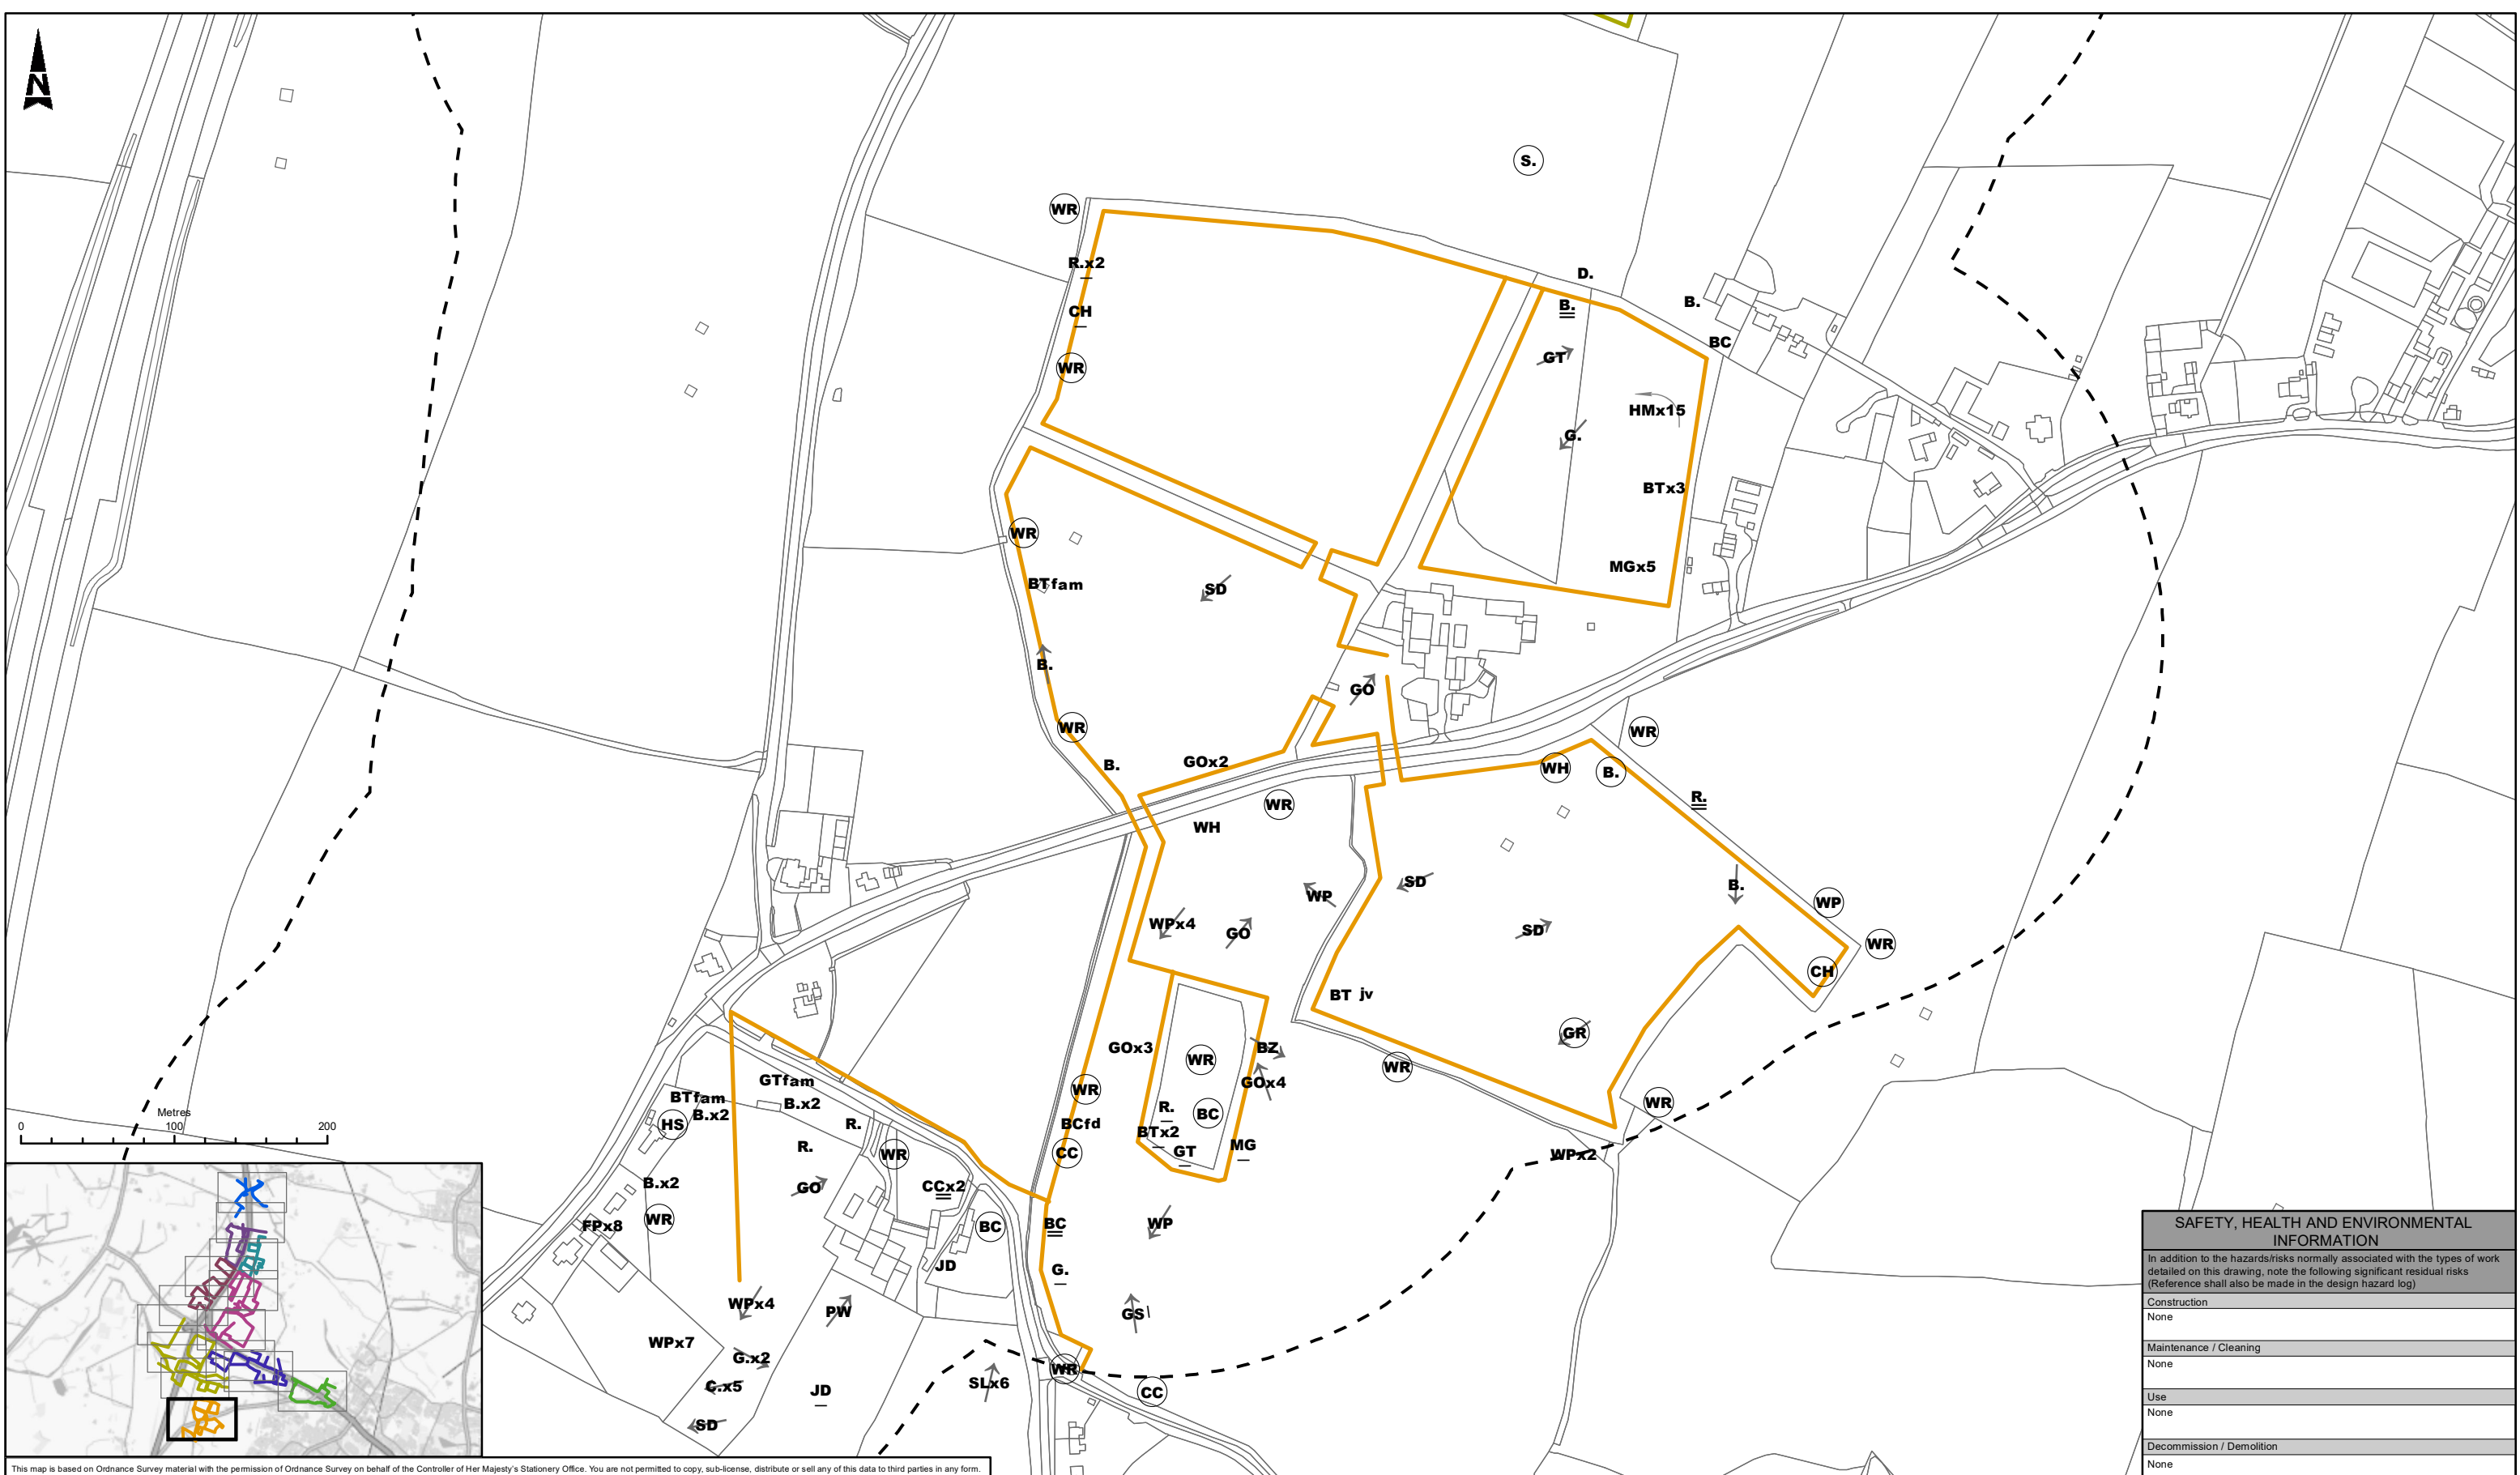 N
S.
WR
R.x2
D.
B.
B.
CH
BC
GT
WR
HMx15
G.
BTx3
WR
MGx5
BTfam
SD
B.
GO
WR
WR
B.
GOx2
WH
B.
R.
WR
WH
SD
B.
WP
WP
WPx4
GO
SD
WR
CH
BT jv
GR
GOx3
BZ
WR
WR
GTfam
GOx4
WR
BTfam
B.x2
B.x2
R.
BC
WR
HS
R.
BCfd
BTx2
MG
R.
WR
CC
GT
WPx2
B.x2
GO
CCx2
WR
FPx8
BC
BC
WP
JD
G.
WPx4
PW
GS
WPx7
G.x2
WR
C.x5
JD
SLx6
CC
SD
Metres
0 100 200
SAFETY, HEALTH AND ENVIRONMENTAL
INFORMATION
In addition to the hazards/risks normally associated with the types of work
detailed on this drawing, note the following significant residual risks
(Reference shall also be made in the design hazard log)
Construction
None
Maintenance / Cleaning
None
Use
None
Decommission / Demolition
None
This map is based on Ordnance Survey material with the permission of Ordnance Survey on behalf of the Controller of Her Majesty's Stationery Office. You are not permitted to copy, sub-license, distribute or sell any of this data to third parties in any form.